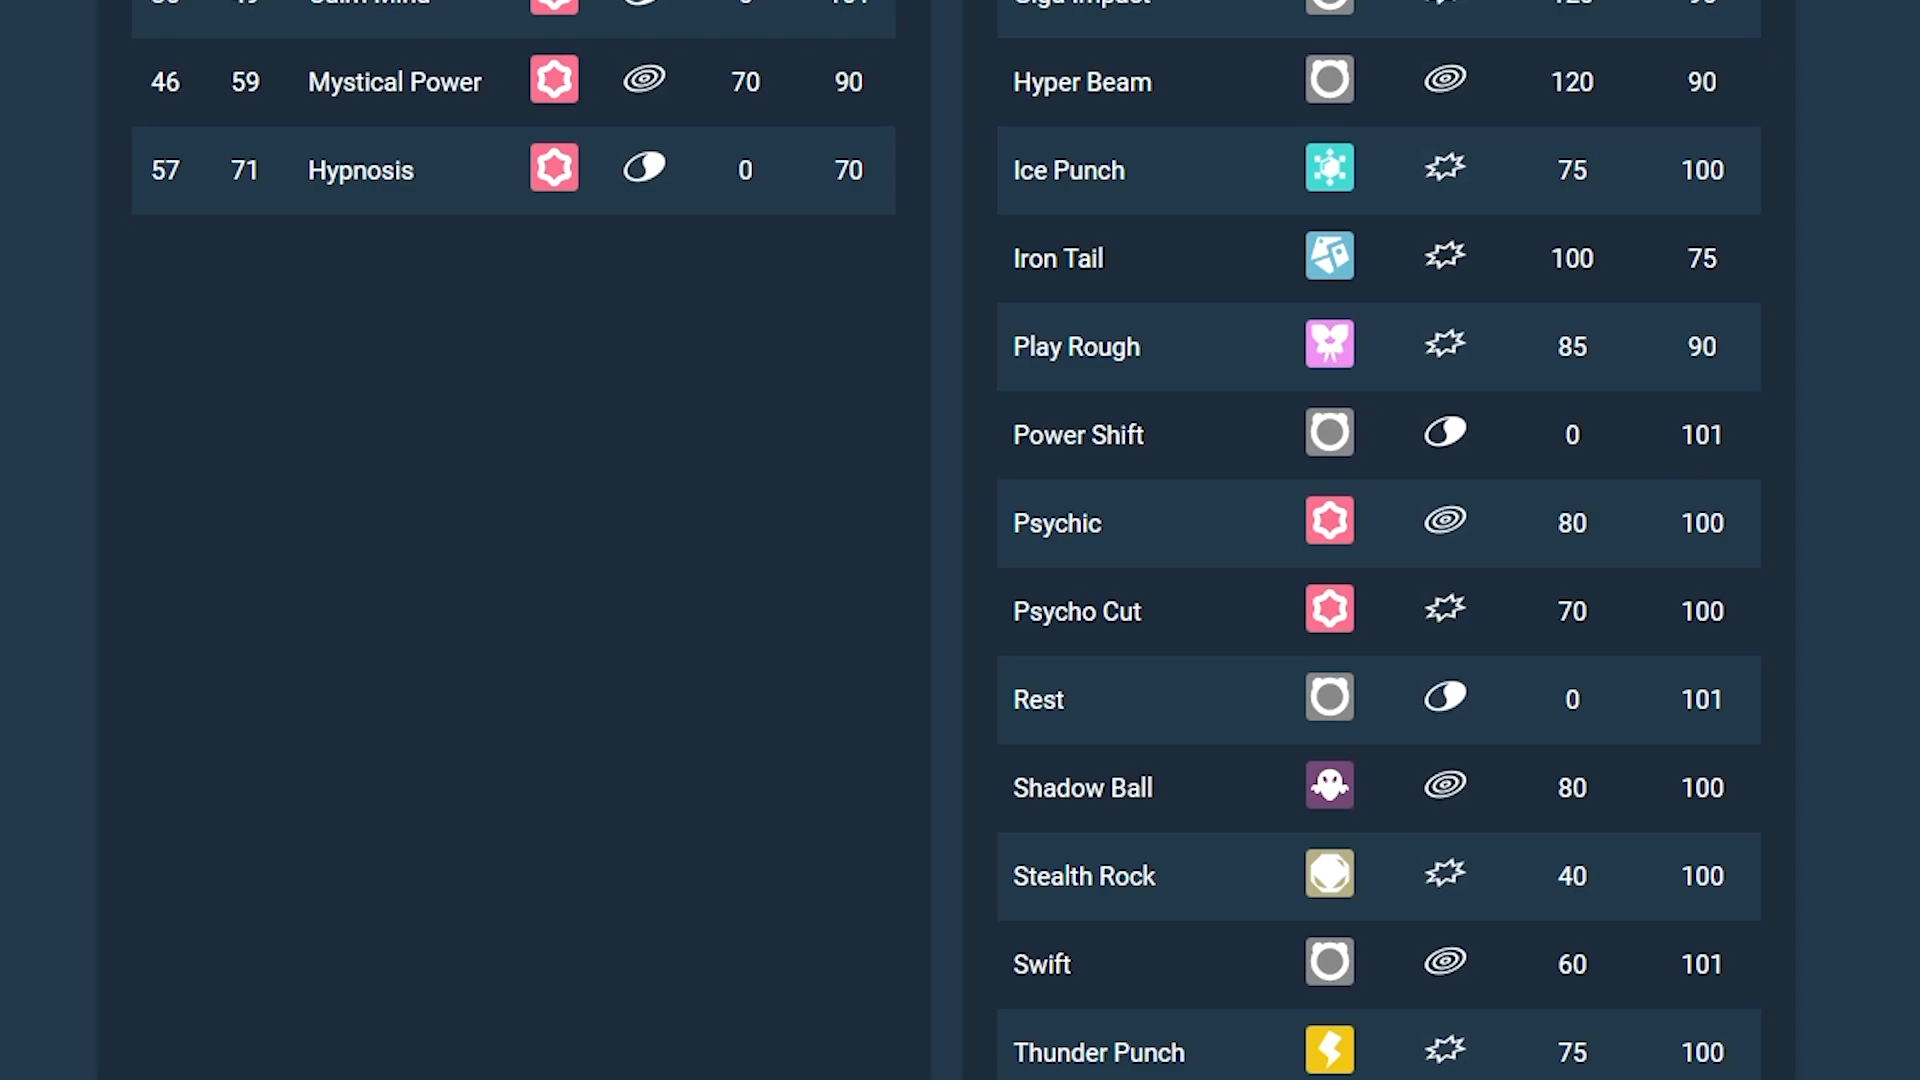 46 59 Mystical Power 70 90
57 71 Hypnosis 0 70
Hyper Beam 120 90
Ice Punch 75 100
Iron Tail 100 75
Play Rough 85 90
Power Shift 0 101
Psychic 80 100
Psycho Cut 70 100
Rest 0 101
Shadow Ball 80 100
Stealth Rock 40 100
Swift 60 101
Thunder Punch 75 100